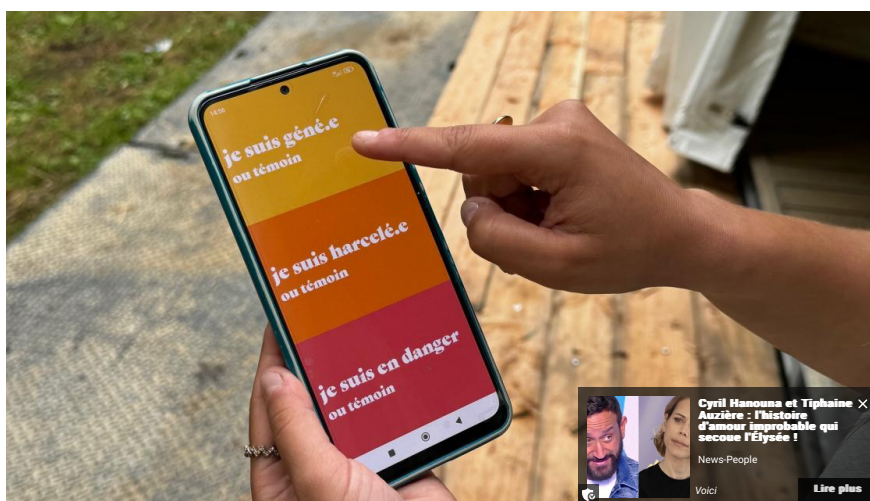 14:56
je suis géné.e
ou témoin
je suis harcelé.e
ou témoin
je suis en danger
ou témoin
Cyril Hanouna et Tiphaine
Auzière : l'histoire
d'amour improbable qui
secoue l'Élysée !
News-People
Voici
Lire plus